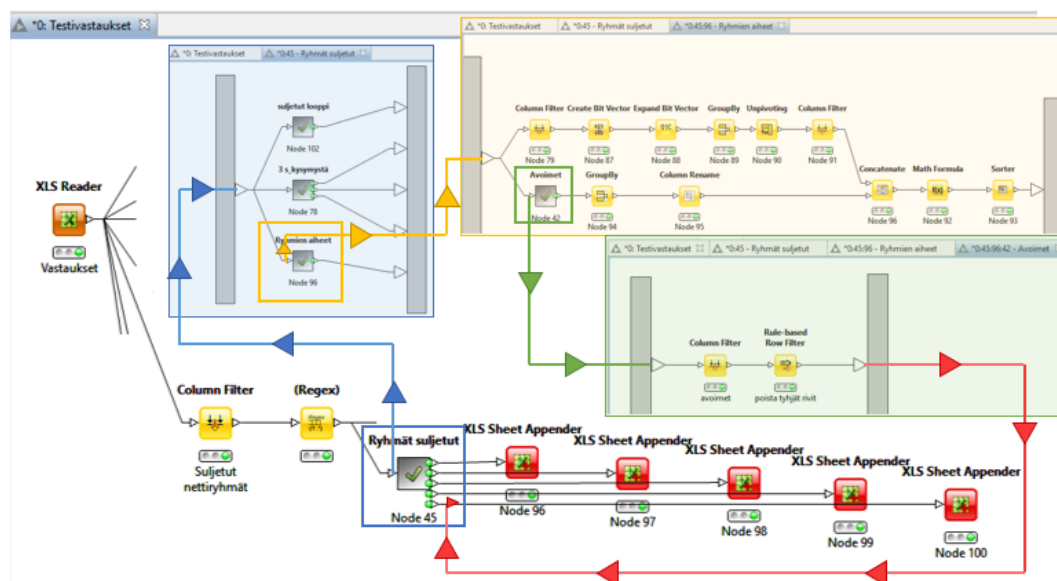 *0: Testivastaukset
*0: Testivastaukset
*0:45 - Ryhmät suljetut
suljetut looppi
Node 102
3 s_kysymystä
Node 78
Ryhmien aiheet
Node 96
*0: Testivastaukset
*0:45 - Ryhmät suljetut
*0:45:96 - Ryhmien aiheet
Column Filter
Create Bit Vector
Expand Bit Vector
GroupBy
Unpivoting
Column Filter
Node 79
Node 87
Node 88
Node 89
Node 90
Node 91
Avoimet
GroupBy
Column Rename
Concatenate
Math Formula
Sorter
Node 42
Node 94
Node 95
Node 96
Node 92
Node 93
*0: Testivastaukset
*0:45 - Ryhmät suljetut
*0:45:96 - Ryhmien aiheet
*0:45:96:42 - Avoimet
Column Filter
Rule-based
Row Filter
avoimet
poista tyhjät rivit
XLS Reader
Vastaukset
Column Filter
(Regex)
Suljetut
nettiryhmät
Ryhmät suljetut
Node 45
XLS Sheet Appender
Node 96
XLS Sheet Appender
Node 97
XLS Sheet Appender
Node 98
XLS Sheet Appender
Node 99
XLS Sheet Appender
Node 100